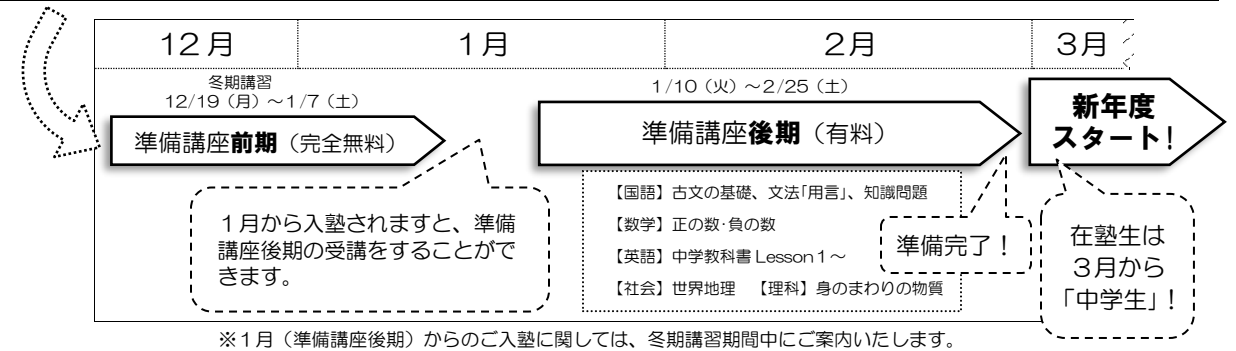 12月
1月
2月
3月
冬期講習
12/19（月）～1/7（土）
1/10（火）～2/25（土）
準備講座前期（完全無料）
準備講座後期（有料）
新年度
スタート！
１月から入塾されますと、準備
講座後期の受講をすることがで
きます。
【国語】古文の基礎、文法｢用言｣、知識問題
【数学】正の数･負の数
【英語】中学教科書 Lesson１～
【社会】世界地理　【理科】身のまわりの物質
準備完了！
在塾生は
３月から
「中学生」！
※１月（準備講座後期）からのご入塾に関しては、冬期講習期間中にご案内いたします。